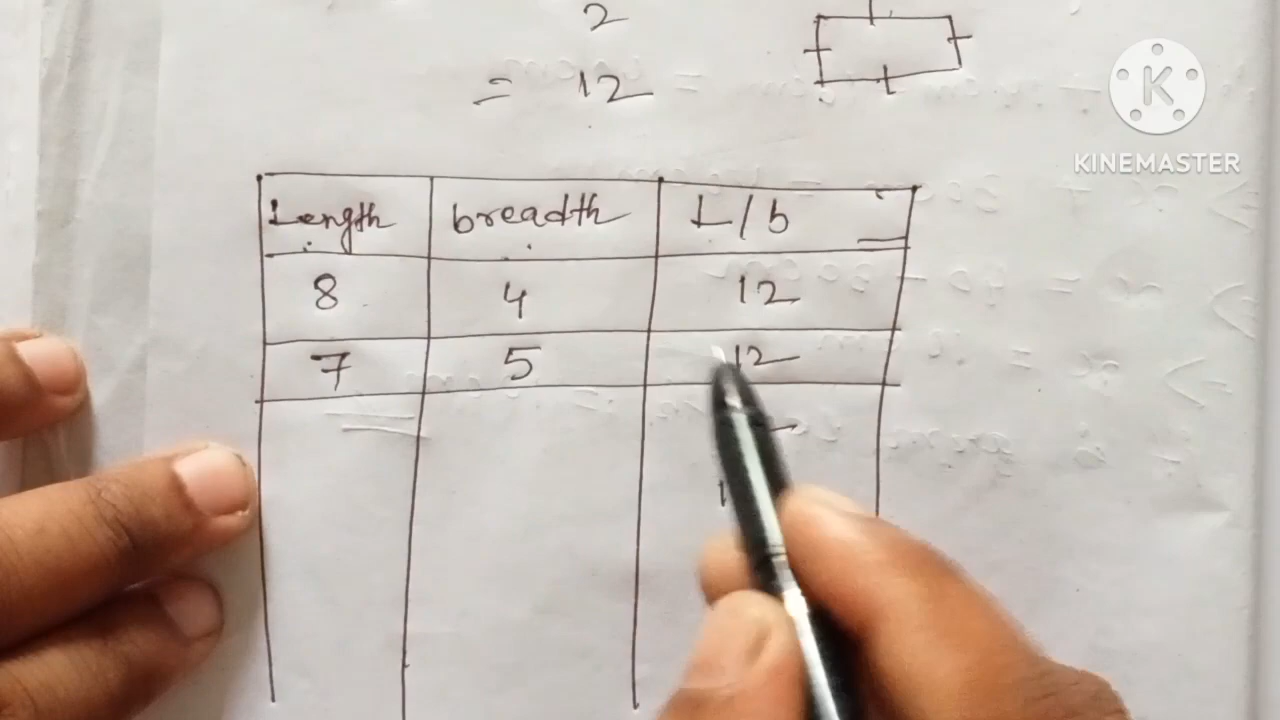 2
= 12
K
KINEMASTER
Length breadth L/b
8 4 12
7 5 12